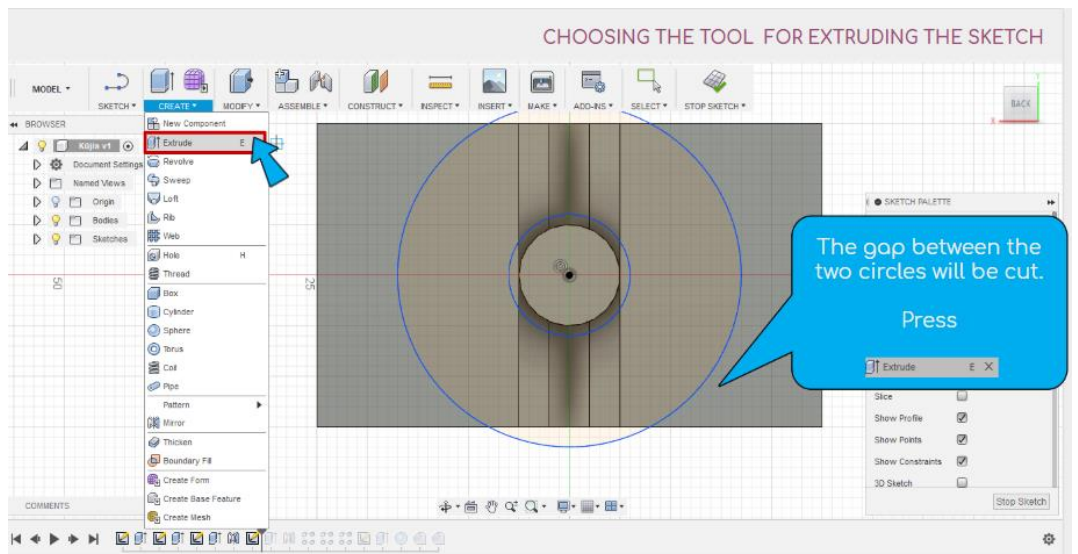 CHOOSING THE TOOL FOR EXTRUDING THE SKETCH
MODEL
SKETCH
CREATE
MODIFY
ASSEMBLE
CONSTRUCT
INSPECT
INSERT
MAKE
ADD-INS
SELECT
STOP SKETCH
BACK
BROWSER
v1
Document Settings
Named Views
Origin
Bodies
Sketches
New Component
Extrude E
Revolve
Sweep
Loft
Rib
Web
Hole H
Thread
Box
Cylinder
Sphere
Torus
Coil
Pipe
Pattern
Mirror
Thicken
Boundary Fill
Create Form
Create Base Feature
Create Mesh
50
25
SKETCH PALETTE
The gap between the
two circles will be cut.
Press
Extrude E
Slice
Show Profile
Show Points
Show Constraints
3D Sketch
Stop Sketch
COMMENTS